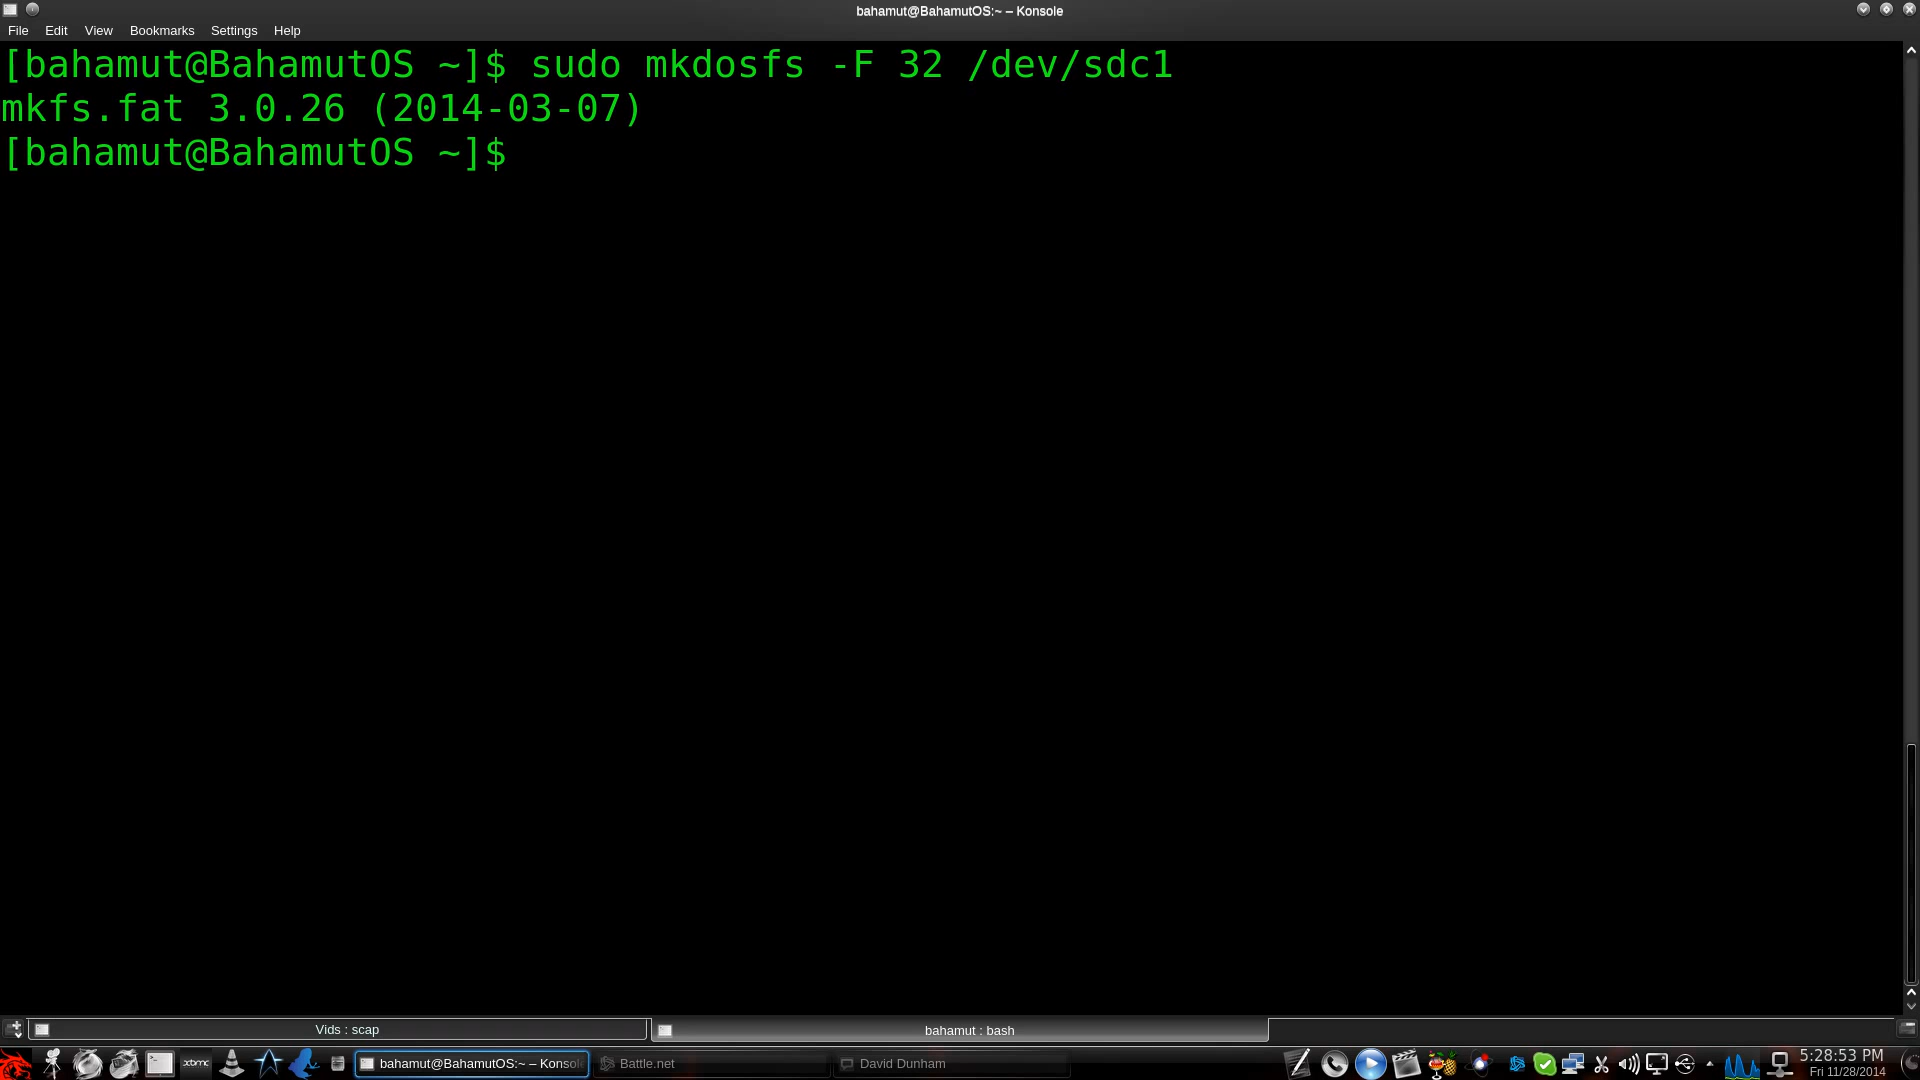 bahamut@BahamutOS:~ – Konsole
File Edit View Bookmarks Settings Help
[bahamut@BahamutOS ~]$ sudo mkdosfs -F 32 /dev/sdc1
mkfs.fat 3.0.26 (2014-03-07)
[bahamut@BahamutOS ~]$
Vids : scap
bahamut : bash
xbmc
bahamut@BahamutOS:~ – Konso
Battle.net
David Dunham
5:28:53 PM
Fri 11/28/2014